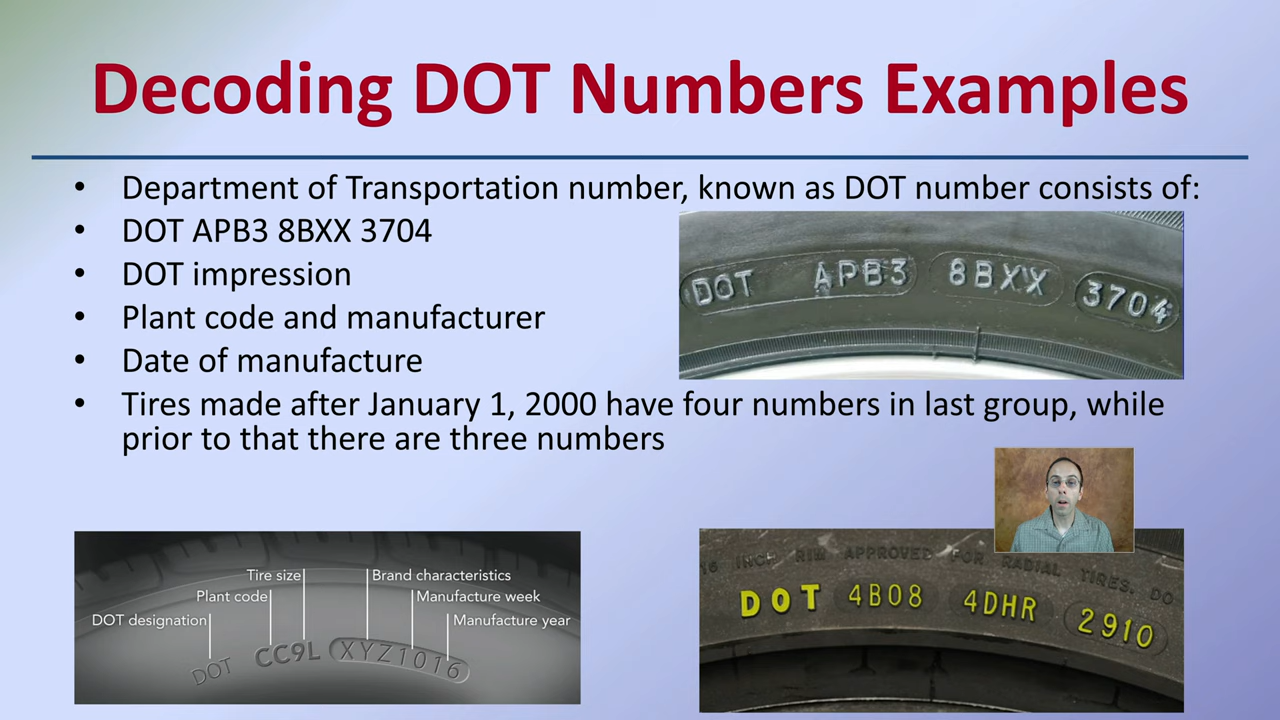 Decoding DOT Numbers Examples
• Department of Transportation number, known as DOT number consists of:
• DOT APB3 8BXX 3704
• DOT impression
• Plant code and manufacturer
• Date of manufacture
• Tires made after January 1, 2000 have four numbers in last group, while
prior to that there are three numbers
DOT APB3 8BXX 3704
Tire size
Brand characteristics
Plant code
Manufacture week
DOT designation
Manufacture year
DOT CC9L XYZ1016
16 INCH RIM APPROVED FOR RADIAL TIRES. DO
DOT 4B08 4DHR 2910